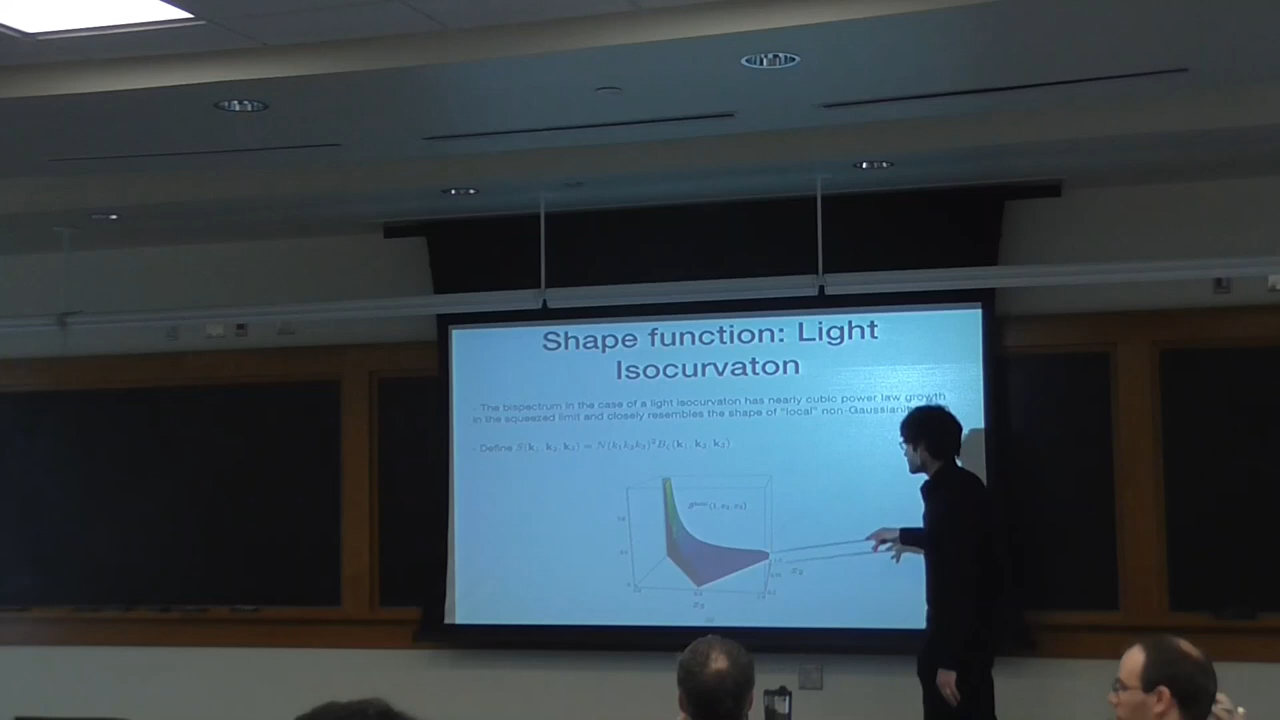 Shape function: Light
Isocurvaton
- The bispectrum in the case of a light isocurvaton has nearly cubic power law growth
in the squeezed limit and closely resembles the shape of "local" non-Gaussiani
- Define S(k₁, k₂, k₃) = N(k₁k₂k₃)²B_ζ(k₁, k₂, k₃)